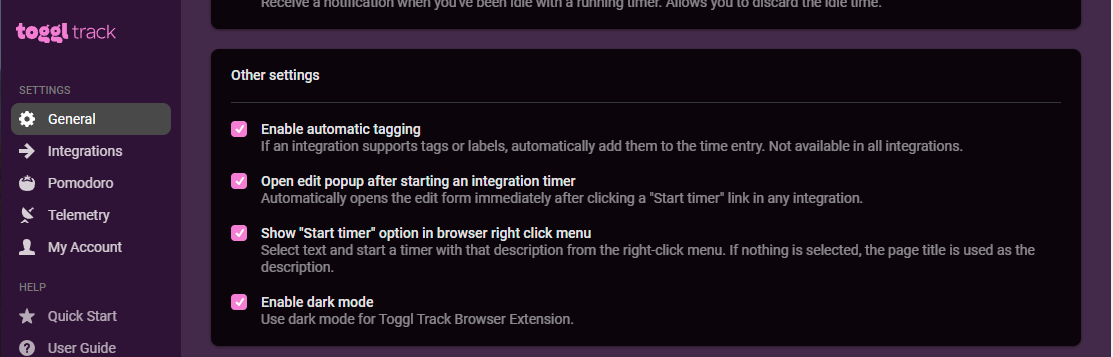 toggl track
SETTINGS
General
Integrations
Pomodoro
Telemetry
My Account
HELP
Quick Start
User Guide
Receive a notification when you've been idle with a running timer. Allows you to discard the idle time.
Other settings
Enable automatic tagging
If an integration supports tags or labels, automatically add them to the time entry. Not available in all integrations.
Open edit popup after starting an integration timer
Automatically opens the edit form immediately after clicking a "Start timer" link in any integration.
Show "Start timer" option in browser right click menu
Select text and start a timer with that description from the right-click menu. If nothing is selected, the page title is used as the
description.
Enable dark mode
Use dark mode for Toggl Track Browser Extension.